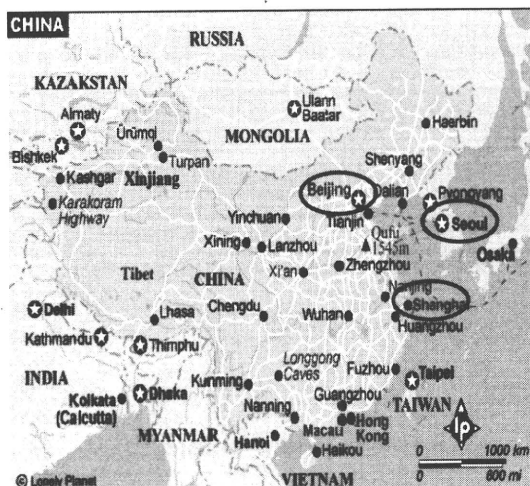 CHINA
RUSSIA
KAZAKSTAN
Almaty
Ulaan
Baatar
Haerbin
Bishkek
Ürümqi
MONGOLIA
Turpan
Shenyang
Kashgar
Xinjiang
Beijing
Dalian
Pyongyang
Karakoram
Highway
Yinchuan
Tianjin
Seoul
Qufu
1545m
Xining
Lanzhou
Osaka
Zhengzhou
Xi'an
Tibet
CHINA
Nanjing
Shanghai
Delhi
Lhasa
Chengdu
Wuhan
Huangzhou
Kathmandu
Thimphu
Longgong
Caves
Fuzhou
Taipei
INDIA
Kunming
Guangzhou
Dhaka
Kolkata
(Calcutta)
Nanning
TAIWAN
Macau
Hong
Kong
MYANMAR
Hanoi
Haikou
VIETNAM
lp
0 1000 km
0 600 mi
© Lonely Planet